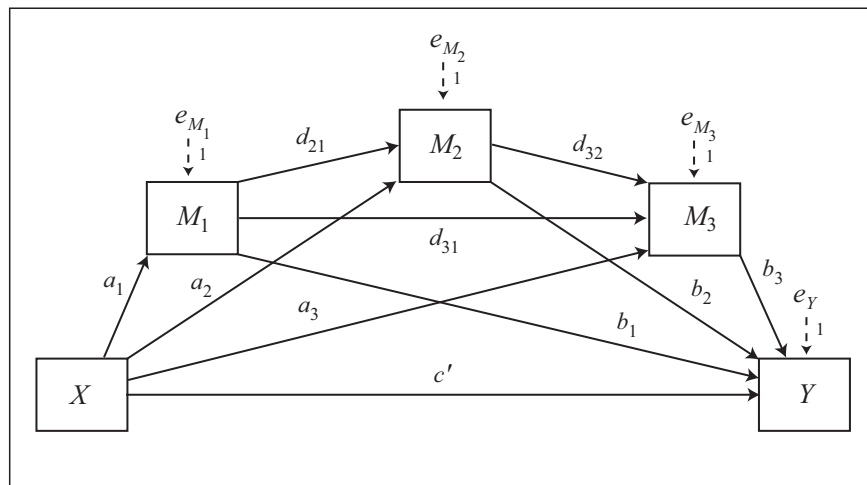 e_{M_2}
1
e_{M_1}
1
e_{M_3}
1
d_{21}
M_2
d_{32}
M_1
M_3
d_{31}
a_1
a_2
a_3
b_1
b_2
b_3
e_Y
1
X
c′
Y